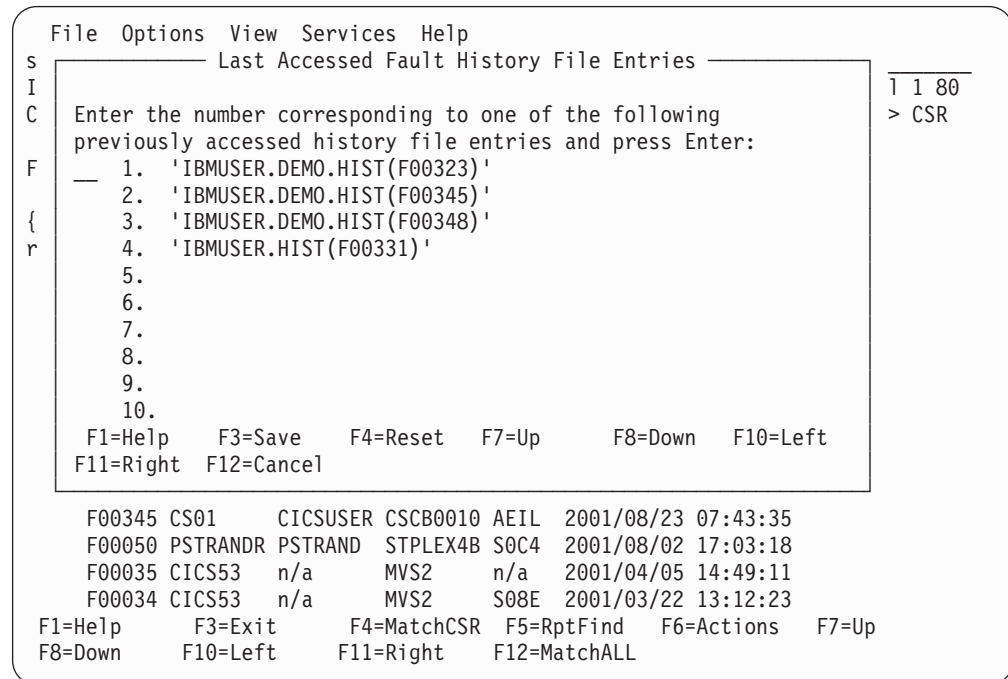 File Options View Services Help
s Last Accessed Fault History File Entries
I l 1 80
C Enter the number corresponding to one of the following > CSR
previously accessed history file entries and press Enter:
F __ 1. 'IBMUSER.DEMO.HIST(F00323)'
2. 'IBMUSER.DEMO.HIST(F00345)'
{ 3. 'IBMUSER.DEMO.HIST(F00348)'
r 4. 'IBMUSER.HIST(F00331)'
5.
6.
7.
8.
9.
10.
F1=Help F3=Save F4=Reset F7=Up F8=Down F10=Left
F11=Right F12=Cancel
F00345 CS01 CICSUSER CSCB0010 AEIL 2001/08/23 07:43:35
F00050 PSTRANDR PSTRAND STPLEX4B S0C4 2001/08/02 17:03:18
F00035 CICS53 n/a MVS2 n/a 2001/04/05 14:49:11
F00034 CICS53 n/a MVS2 S08E 2001/03/22 13:12:23
F1=Help F3=Exit F4=MatchCSR F5=RptFind F6=Actions F7=Up
F8=Down F10=Left F11=Right F12=MatchALL